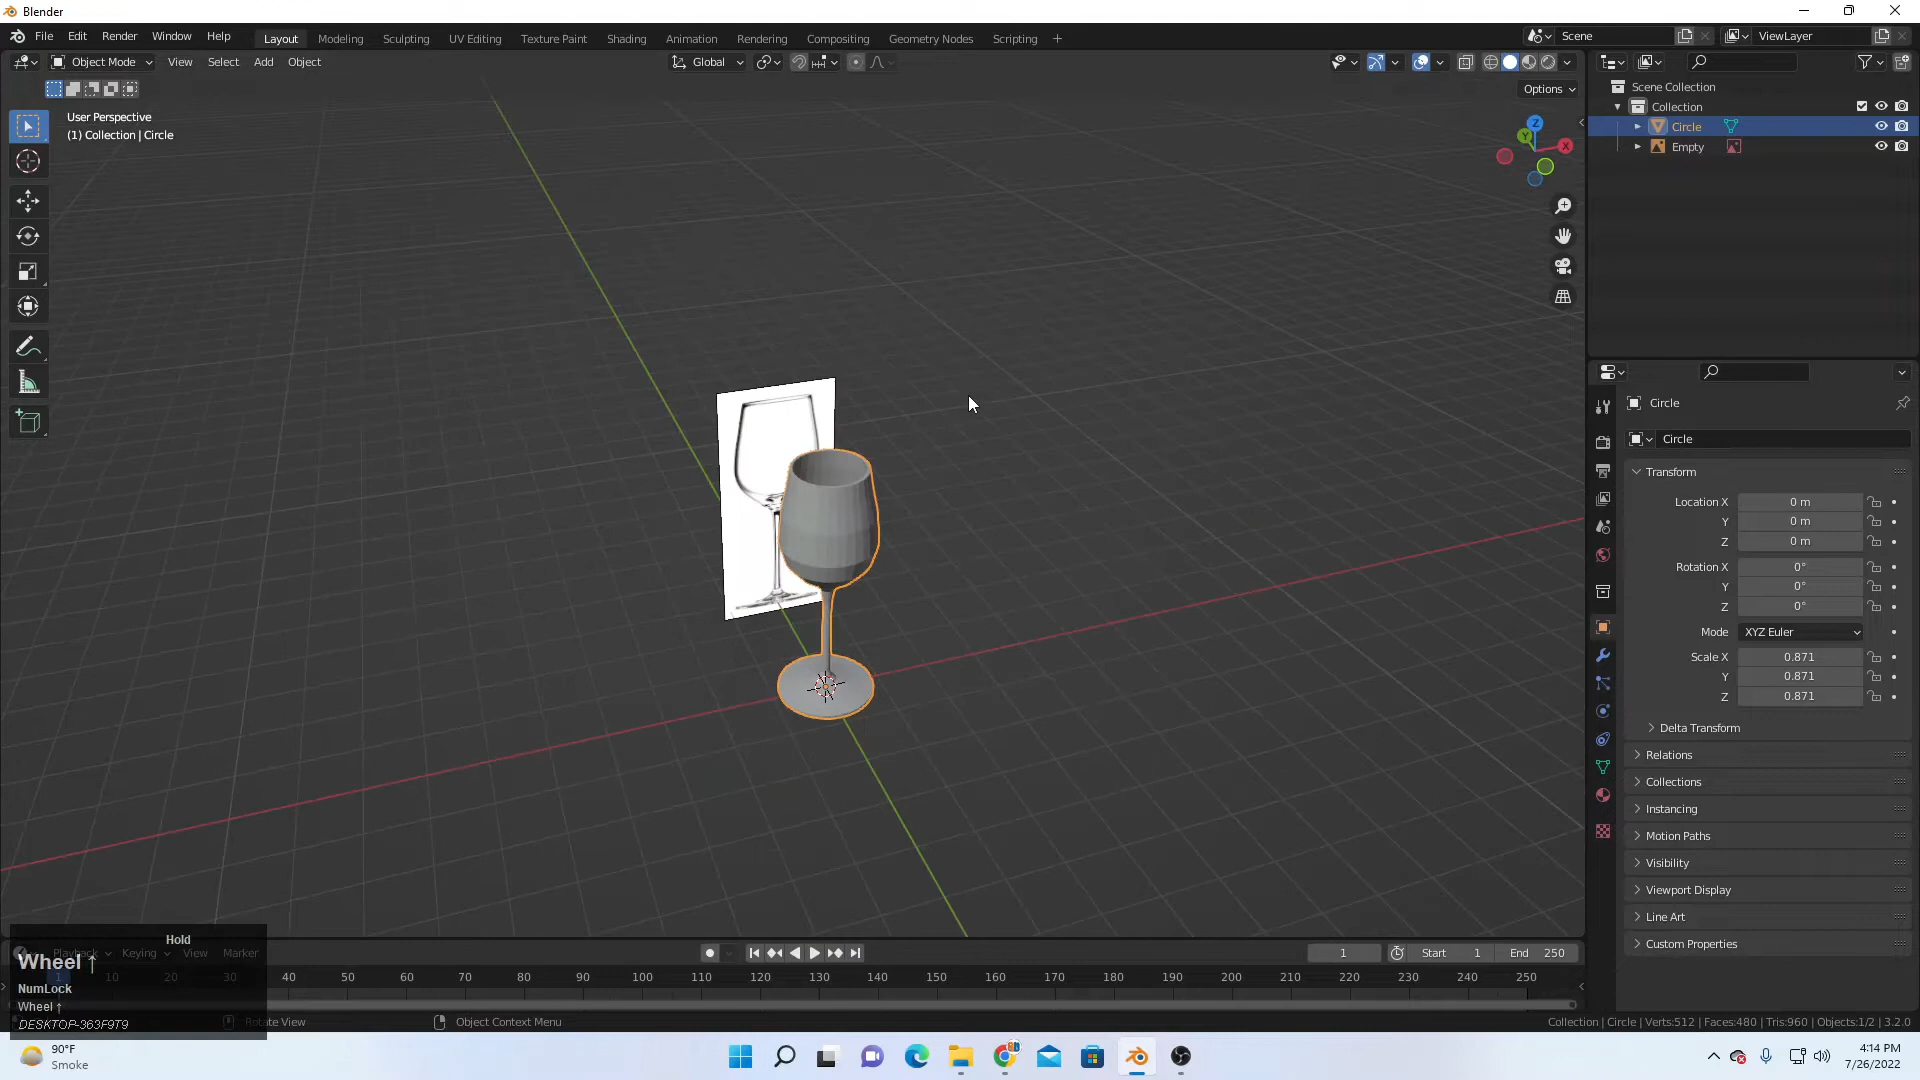 Blender
File Edit Render Window Help
Layout Modeling Sculpting UV Editing Texture Paint Shading Animation Rendering Compositing Geometry Nodes Scripting +
Scene
ViewLayer
Object Mode View Select Add Object
Global
Options
User Perspective
(1) Collection | Circle
Z
Y
X
Scene Collection
Collection
Circle
Empty
Circle
Circle
Transform
Location X 0 m
Y 0 m
Z 0 m
Rotation X 0°
Y 0°
Z 0°
Mode XYZ Euler
Scale X 0.871
Y 0.871
Z 0.871
Delta Transform
Relations
Collections
Instancing
Motion Paths
Visibility
Viewport Display
Line Art
Custom Properties
Hold
Playback Keying View Marker
Wheel ↑
NumLock
Wheel ↑
DESKTOP-363F9T9
1 Start 1 End 250
1 10 20 30 40 50 60 70 80 90 100 110 120 130 140 150 160 170 180 190 200 210 220 230 240 250
Rotate View
Object Context Menu
Collection | Circle | Verts:512 | Faces:480 | Tris:960 | Objects:1/2 | 3.2.0
90°F
Smoke
4:14 PM
7/26/2022